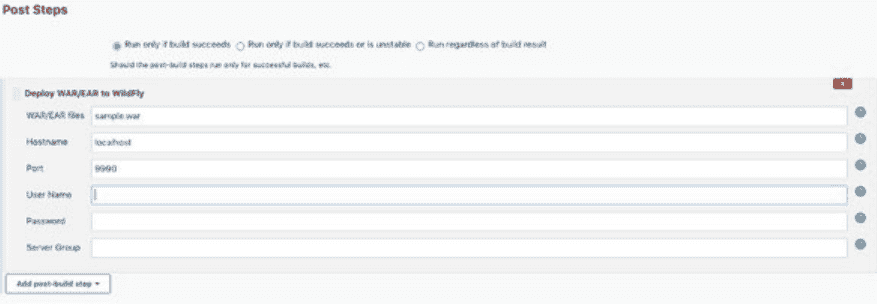 Post Steps
Run only if build succeeds Run only if build succeeds or is unstable Run regardless of build result
Should the post-build steps run only for successful builds, etc.
Deploy WAR/EAR to WildFly
WAR/EAR files sample.war
Hostname localhost
Port 9990
User Name
Password
Server Group
Add post-build step